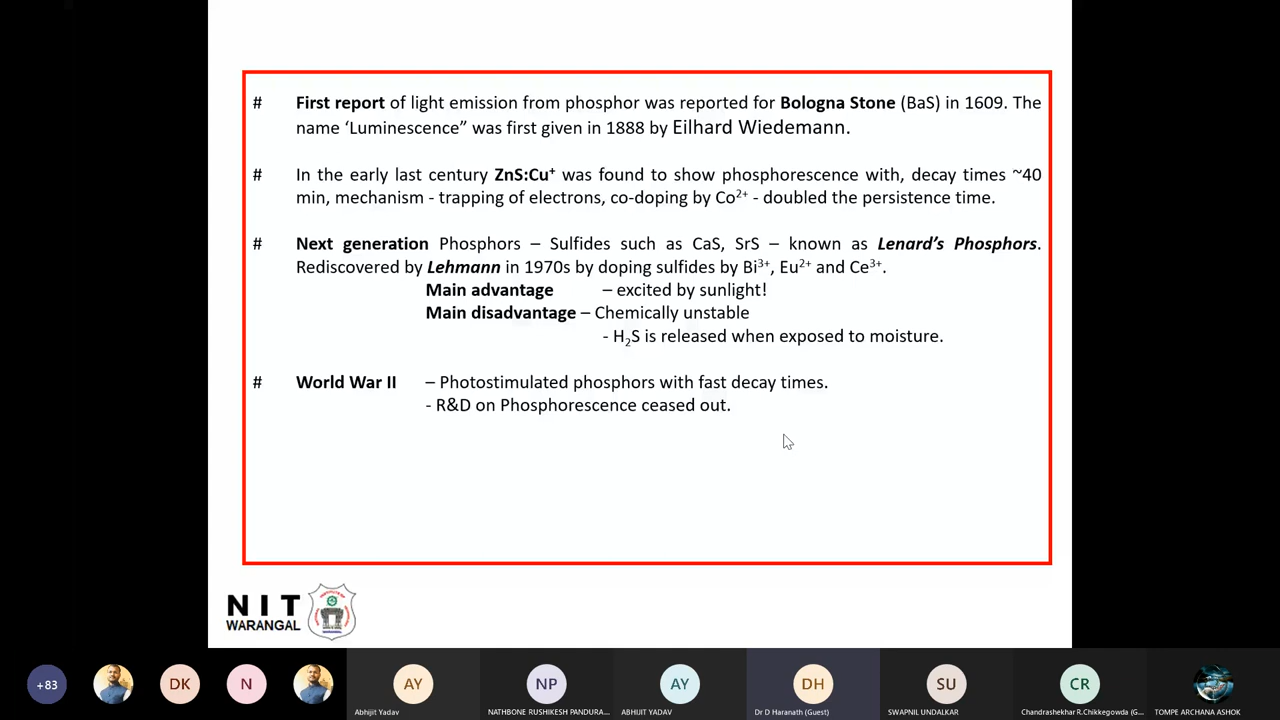 # First report of light emission from phosphor was reported for Bologna Stone (BaS) in 1609. The
name ‘Luminescence” was first given in 1888 by Eilhard Wiedemann.
# In the early last century ZnS:Cu⁺ was found to show phosphorescence with, decay times ~40
min, mechanism - trapping of electrons, co-doping by Co²⁺ - doubled the persistence time.
# Next generation Phosphors – Sulfides such as CaS, SrS – known as Lenard’s Phosphors.
Rediscovered by Lehmann in 1970s by doping sulfides by Bi³⁺, Eu²⁺ and Ce³⁺.
Main advantage – excited by sunlight!
Main disadvantage – Chemically unstable
- H₂S is released when exposed to moisture.
# World War II – Photostimulated phosphors with fast decay times.
- R&D on Phosphorescence ceased out.
NIT
WARANGAL
+83 DK N AY NP AY DH SU CR
Abhijit Yadav NATHBONE RUSHIKESH PANDURA... ABHIJIT YADAV Dr D Haranath (Guest) SWAPNIL UNDALKAR Chandrashekhar R.Chikkegowda (G... TOMPE ARCHANA ASHOK